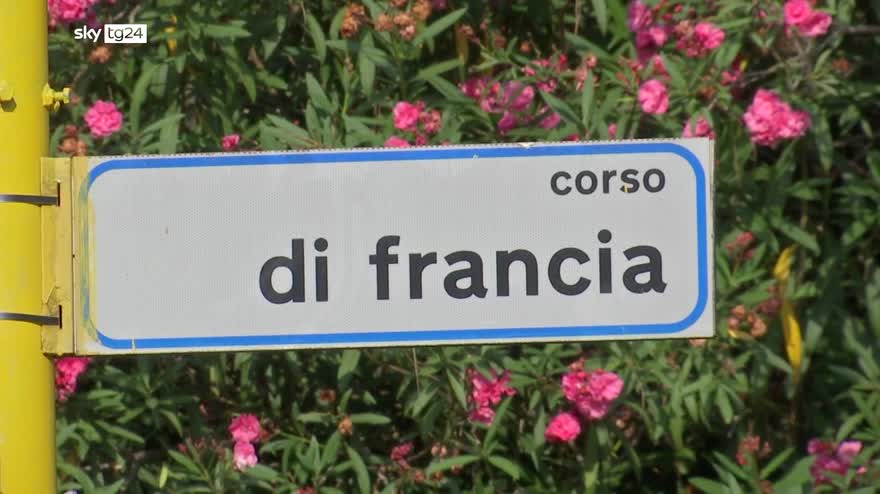 sky tg24
corso
di francia